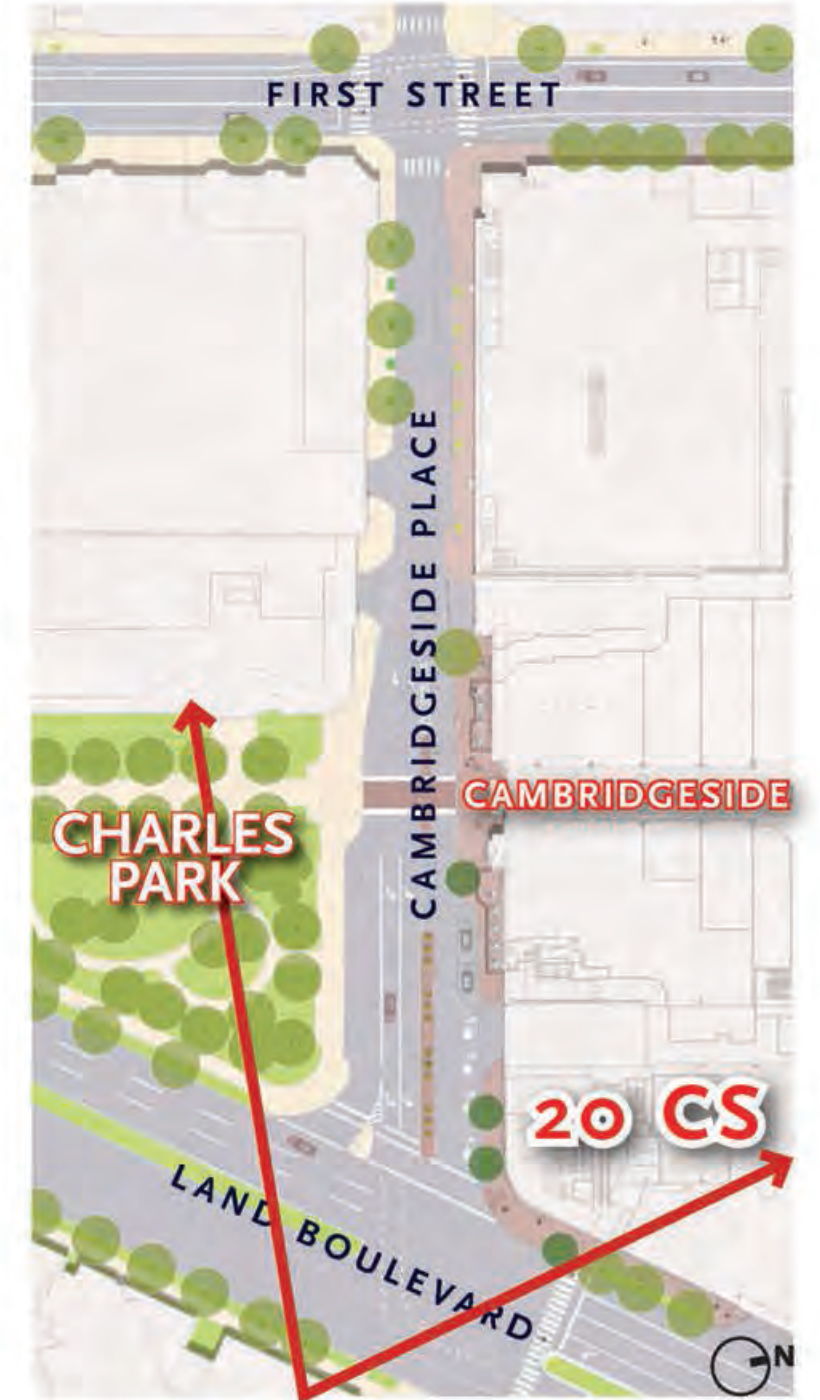 FIRST STREET
CAMBRIDGESIDE PLACE
CAMBRIDGESIDE
CHARLES
PARK
20 CS
LAND BOULEVARD
N